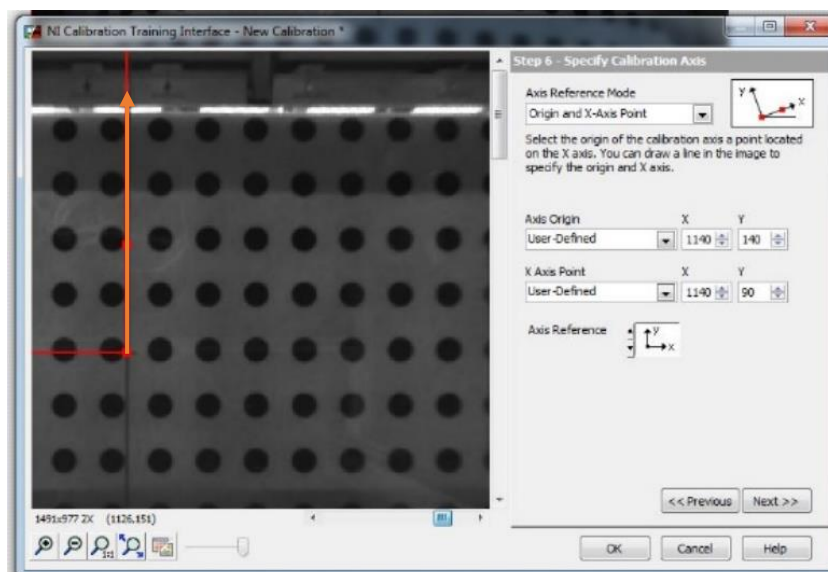 NI Calibration Training Interface - New Calibration *
Step 6 - Specify Calibration Axis
Axis Reference Mode
Origin and X-Axis Point
Y
X
Select the origin of the calibration axis a point located
on the X axis. You can draw a line in the image to
specify the origin and X axis.
Axis Origin X Y
User-Defined 1140 140
X Axis Point X Y
User-Defined 1140 90
Axis Reference
Y
X
<< Previous Next >>
1491x977 2X (1126,151)
1:1
OK Cancel Help